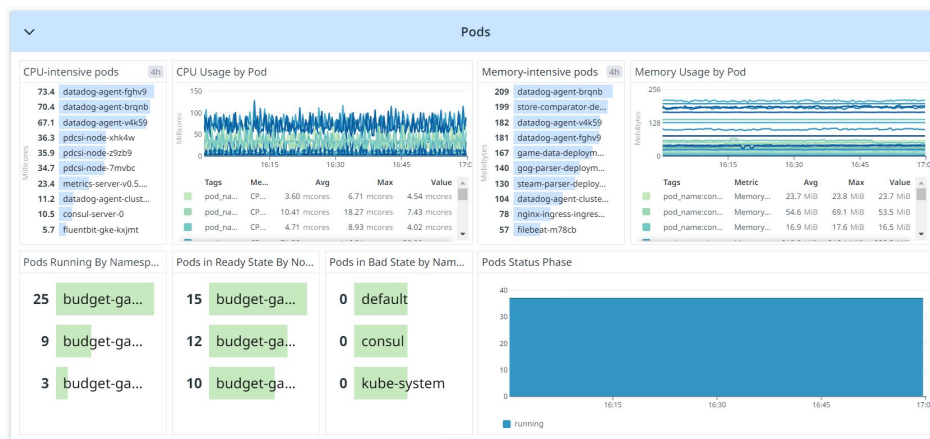 Pods
CPU-intensive pods 4h
Millicores
73.4 datadog-agent-fghv9
70.4 datadog-agent-brqnb
67.1 datadog-agent-v4k59
36.3 pdcsi-node-xhk4w
35.9 pdcsi-node-z9zb9
34.7 pdcsi-node-7mvbc
23.4 metrics-server-v0.5....
11.2 datadog-agent-clust...
10.5 consul-server-0
5.7 fluentbit-gke-kxjmt
CPU Usage by Pod
Millicores
150
100
50
0
16:15 16:30 16:45 17:0
Tags Me... Avg Max Value
pod_na... CP... 3.60 mcores 6.71 mcores 4.54 mcores
pod_na... CP... 10.41 mcores 18.27 mcores 7.43 mcores
pod_na... CP... 4.71 mcores 8.93 mcores 4.02 mcores
Memory-intensive pods 4h
Mebibytes
209 datadog-agent-brqnb
199 store-comparator-de...
182 datadog-agent-v4k59
181 datadog-agent-fghv9
167 game-data-deploym...
140 gog-parser-deploym...
130 steam-parser-deploy...
104 datadog-agent-cluste...
78 nginx-ingress-ingres...
57 filebeat-m78cb
Memory Usage by Pod
Mebibytes
256
128
0
16:15 16:30 16:45 17:0
Tags Metric Avg Max Value
pod_name:con... Memory... 23.7 MiB 23.8 MiB 23.7 MiB
pod_name:con... Memory... 54.6 MiB 69.1 MiB 53.5 MiB
pod_name:con... Memory... 16.9 MiB 17.6 MiB 16.5 MiB
Pods Running By Namesp...
25 budget-ga...
9 budget-ga...
3 budget-ga...
Pods in Ready State By No...
15 budget-ga...
12 budget-ga...
10 budget-ga...
Pods in Bad State by Nam...
0 default
0 consul
0 kube-system
Pods Status Phase
40
30
20
10
0
16:15 16:30 16:45 17:0
running